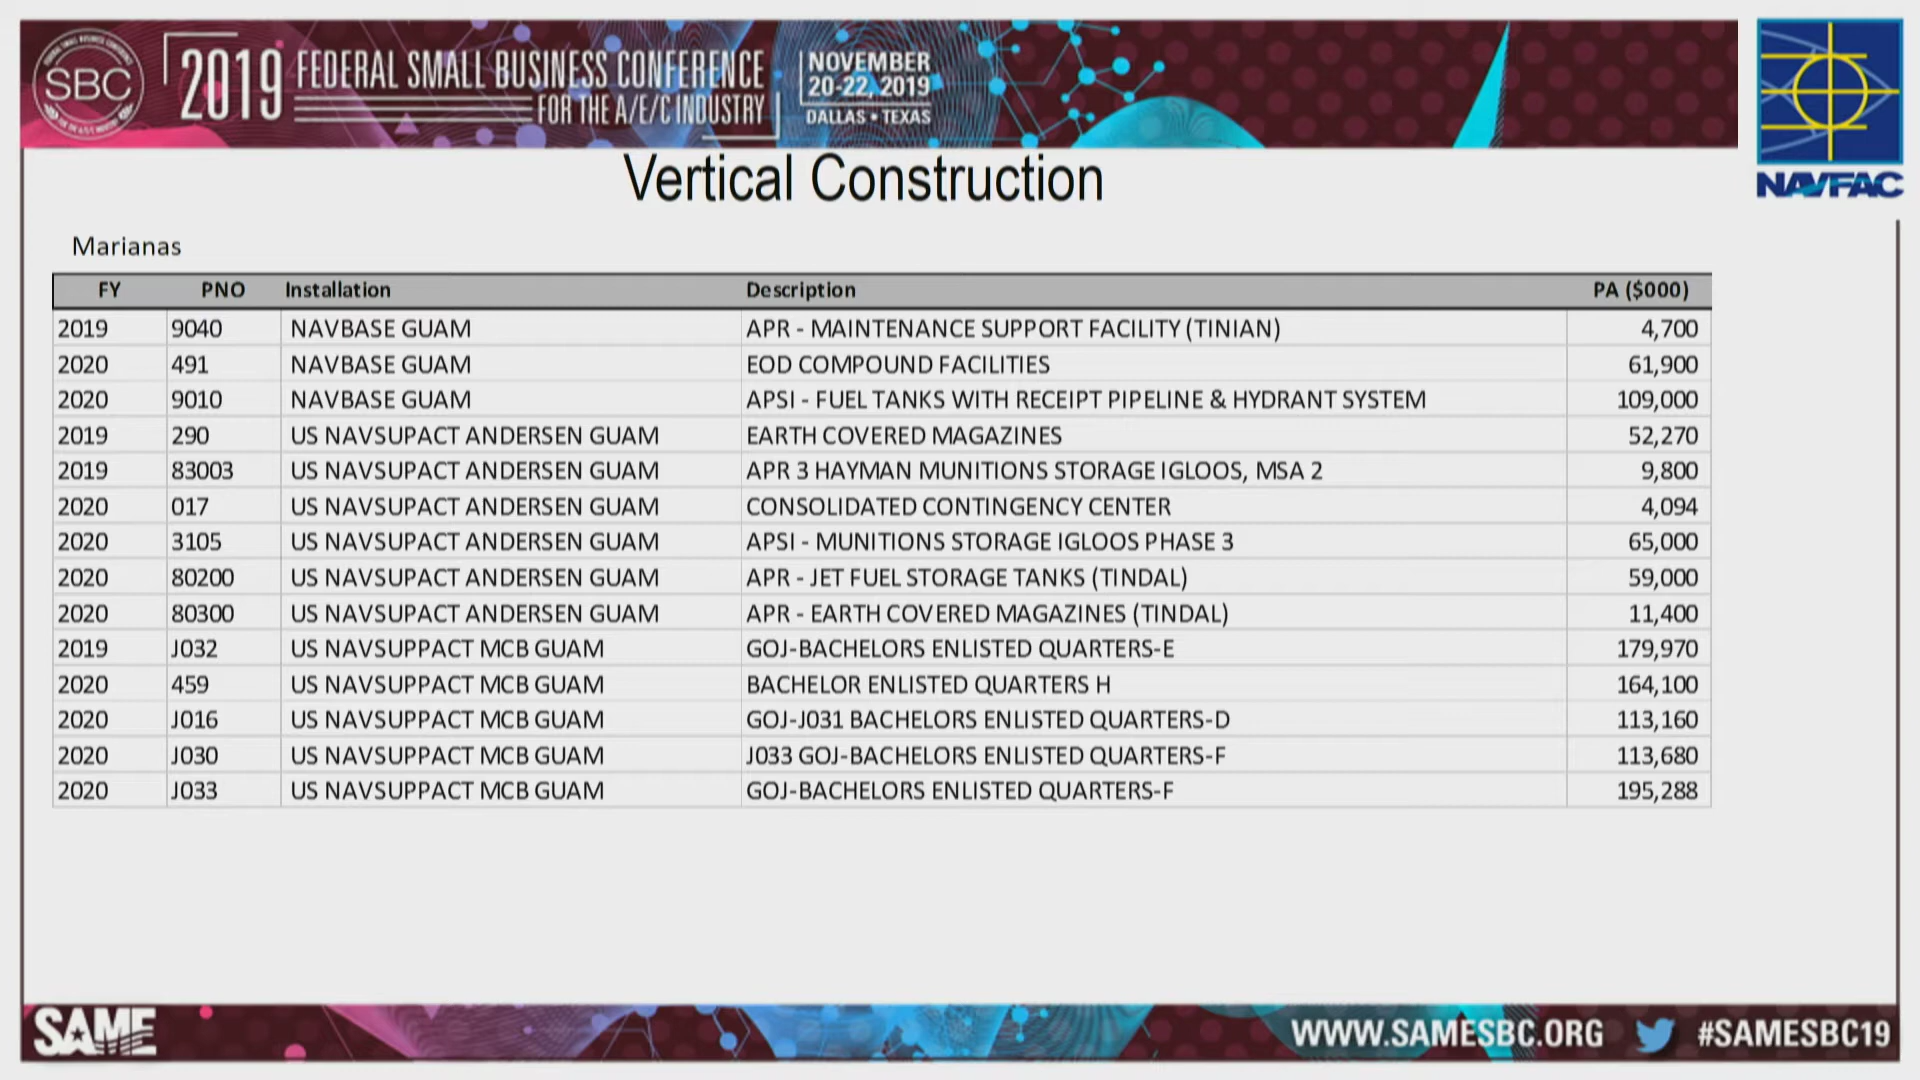 SBC
2019 FEDERAL SMALL BUSINESS CONFERENCE
FOR THE A/E/C INDUSTRY
NOVEMBER
20-22, 2019
DALLAS • TEXAS
NAVFAC
Vertical Construction
Marianas
FY PNO Installation Description PA ($000)
2019 9040 NAVBASE GUAM APR - MAINTENANCE SUPPORT FACILITY (TINIAN) 4,700
2020 491 NAVBASE GUAM EOD COMPOUND FACILITIES 61,900
2020 9010 NAVBASE GUAM APSI - FUEL TANKS WITH RECEIPT PIPELINE & HYDRANT SYSTEM 109,000
2019 290 US NAVSUPACT ANDERSEN GUAM EARTH COVERED MAGAZINES 52,270
2019 83003 US NAVSUPACT ANDERSEN GUAM APR 3 HAYMAN MUNITIONS STORAGE IGLOOS, MSA 2 9,800
2020 017 US NAVSUPACT ANDERSEN GUAM CONSOLIDATED CONTINGENCY CENTER 4,094
2020 3105 US NAVSUPACT ANDERSEN GUAM APSI - MUNITIONS STORAGE IGLOOS PHASE 3 65,000
2020 80200 US NAVSUPACT ANDERSEN GUAM APR - JET FUEL STORAGE TANKS (TINDAL) 59,000
2020 80300 US NAVSUPACT ANDERSEN GUAM APR - EARTH COVERED MAGAZINES (TINDAL) 11,400
2019 J032 US NAVSUPPACT MCB GUAM GOJ-BACHELORS ENLISTED QUARTERS-E 179,970
2020 459 US NAVSUPPACT MCB GUAM BACHELOR ENLISTED QUARTERS H 164,100
2020 J016 US NAVSUPPACT MCB GUAM GOJ-J031 BACHELORS ENLISTED QUARTERS-D 113,160
2020 J030 US NAVSUPPACT MCB GUAM J033 GOJ-BACHELORS ENLISTED QUARTERS-F 113,680
2020 J033 US NAVSUPPACT MCB GUAM GOJ-BACHELORS ENLISTED QUARTERS-F 195,288
SAME
WWW.SAMESBC.ORG #SAMESBC19